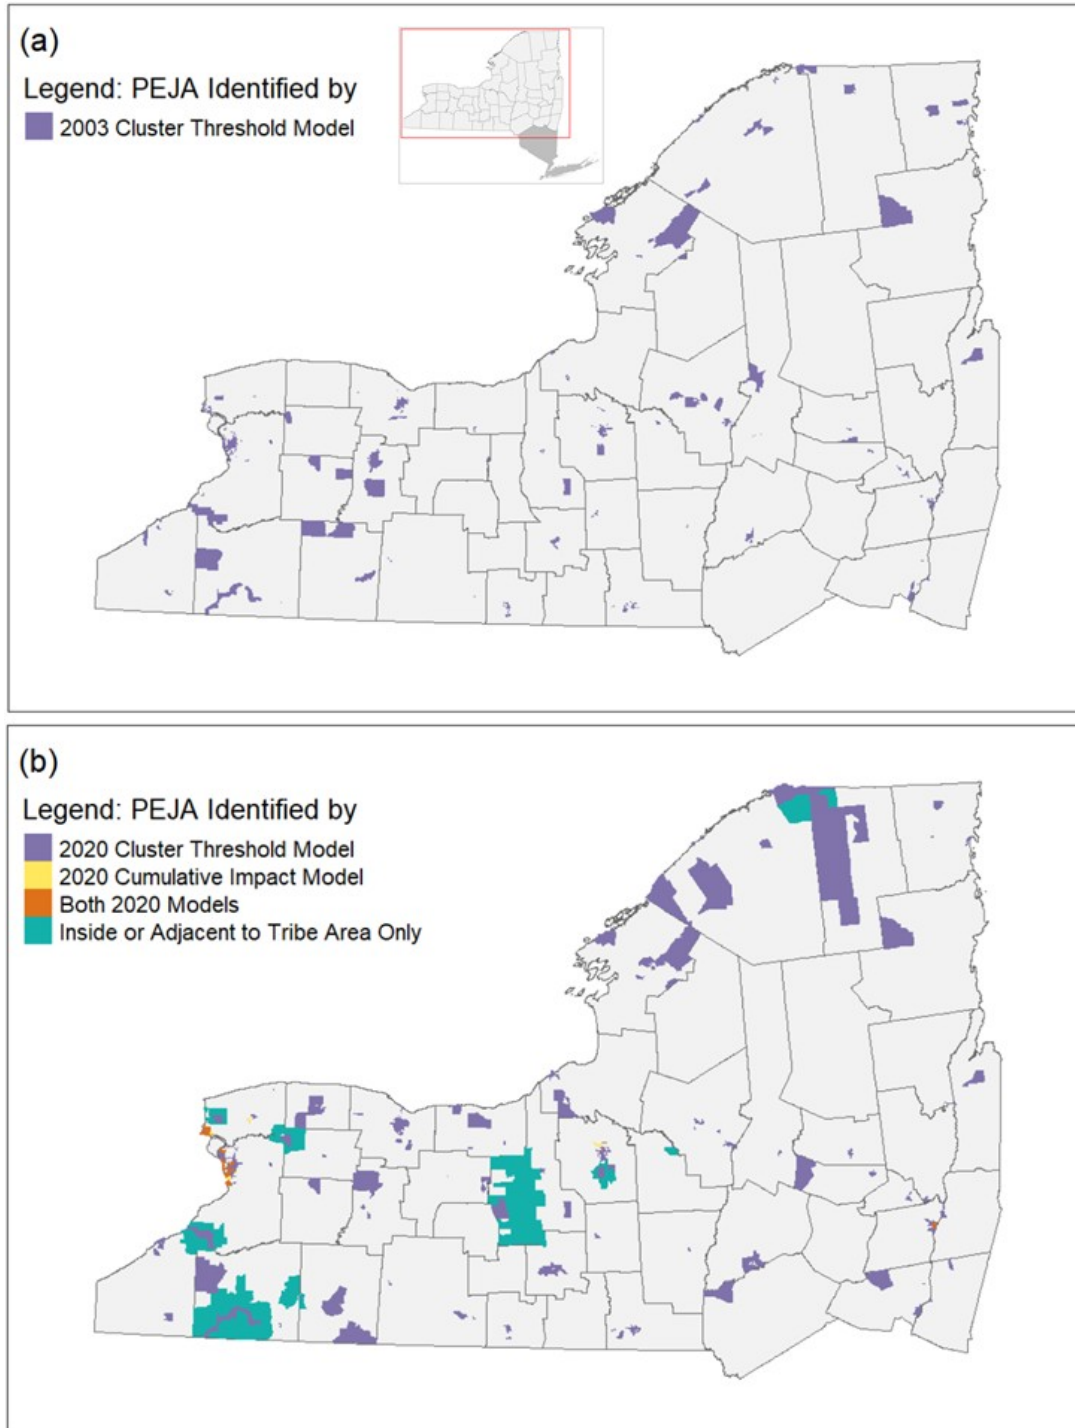 (a)
Legend: PEJA Identified by
2003 Cluster Threshold Model
(b)
Legend: PEJA Identified by
2020 Cluster Threshold Model
2020 Cumulative Impact Model
Both 2020 Models
Inside or Adjacent to Tribe Area Only